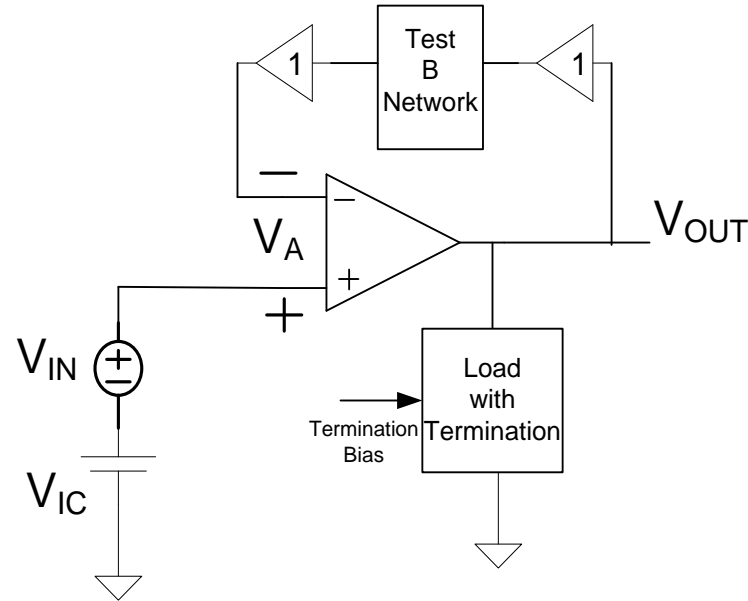 1
Test
B
Network
1
−
−
V_A
V_OUT
+
+
V_IN
+
−
Load
with
Termination
Termination
Bias
V_IC